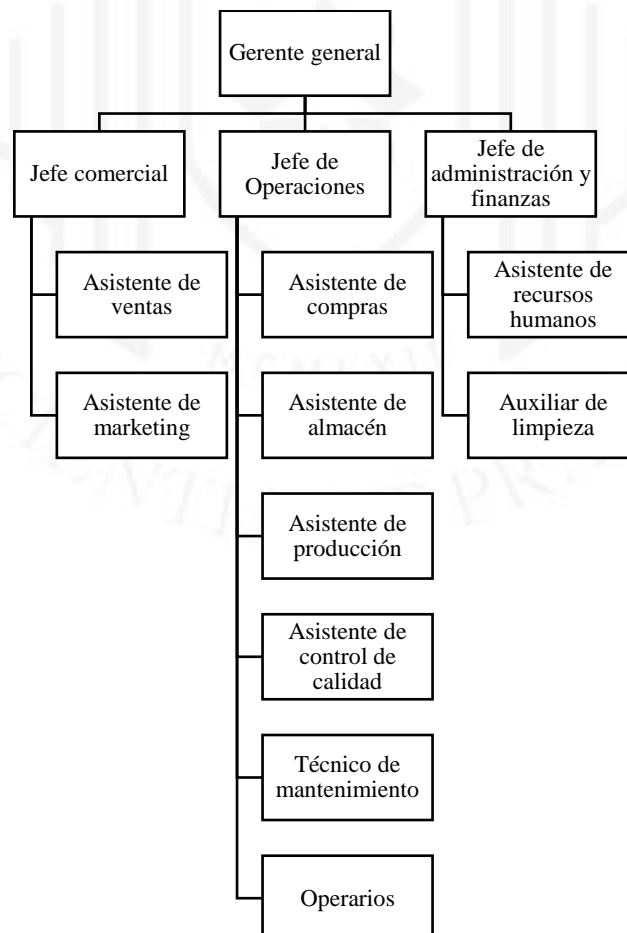 Gerente general
Jefe comercial
Jefe de
Operaciones
Jefe de
administración y
finanzas
Asistente de
ventas
Asistente de
marketing
Asistente de
compras
Asistente de
almacén
Asistente de
producción
Asistente de
control de
calidad
Técnico de
mantenimiento
Operarios
Asistente de
recursos
humanos
Auxiliar de
limpieza